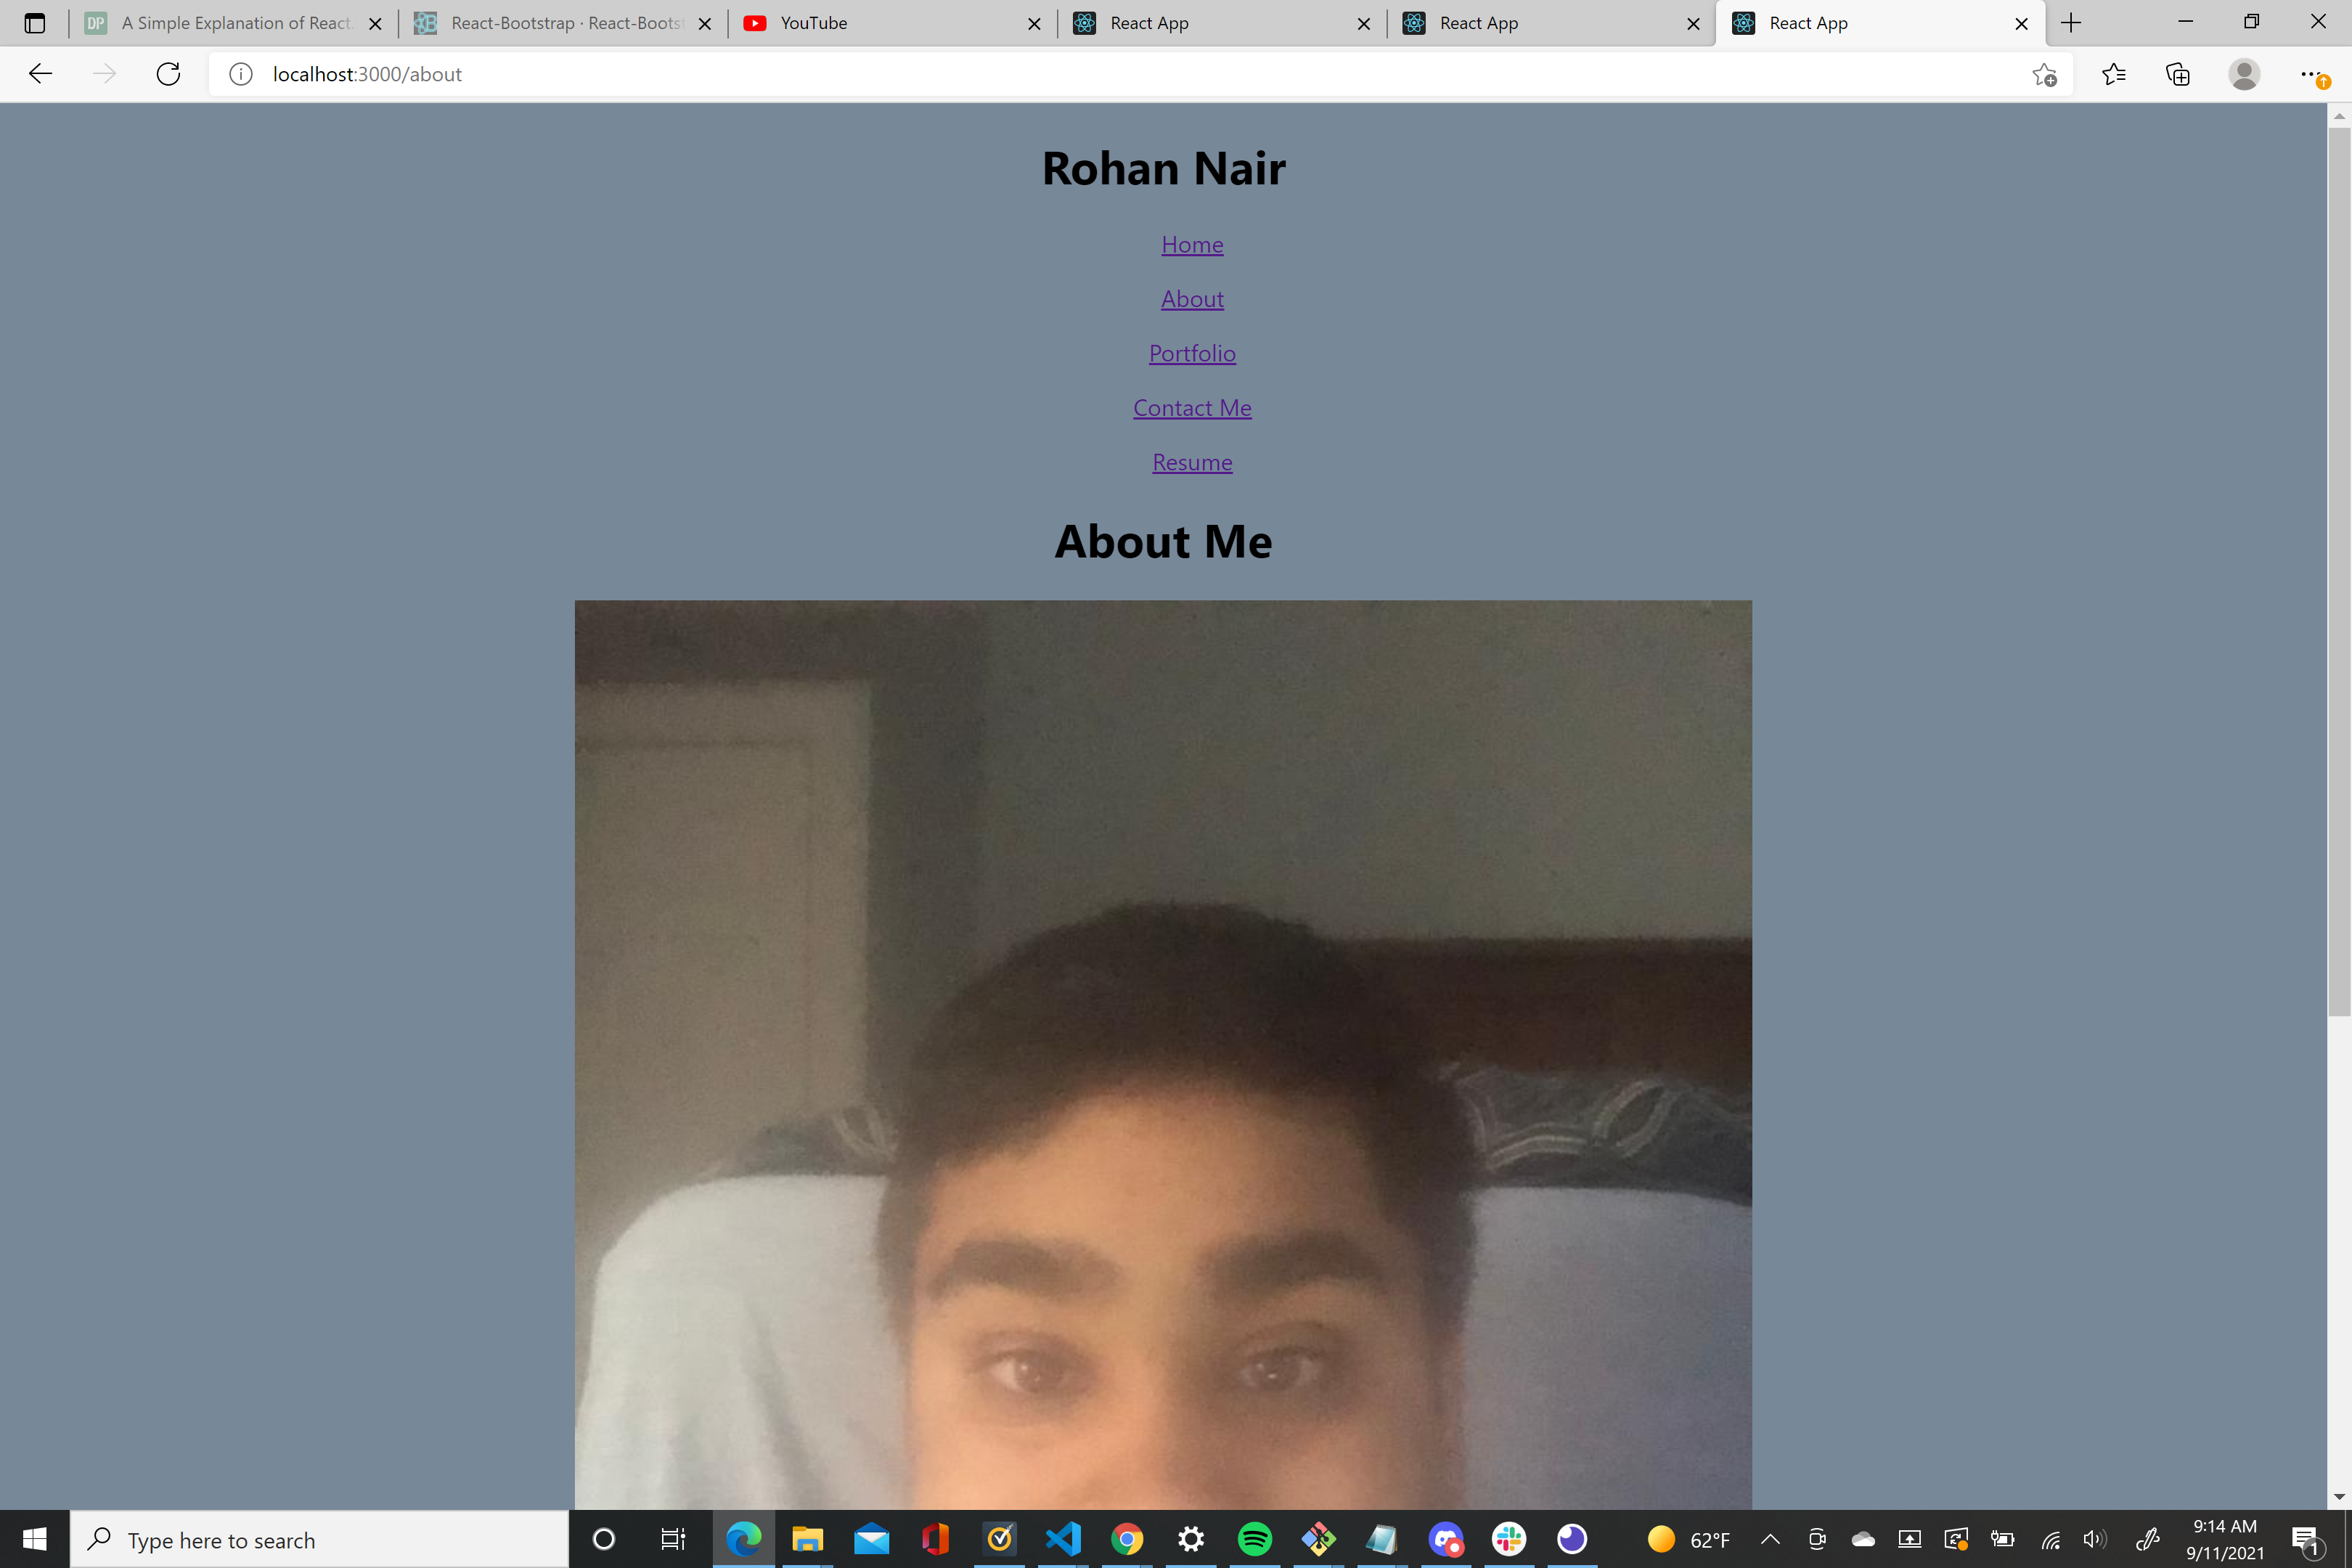 DP A Simple Explanation of React.
React-Bootstrap · React-Boots
YouTube
React App
React App
React App
localhost:3000/about
Rohan Nair
Home
About
Portfolio
Contact Me
Resume
About Me
Type here to search
62°F
9:14 AM
9/11/2021
1